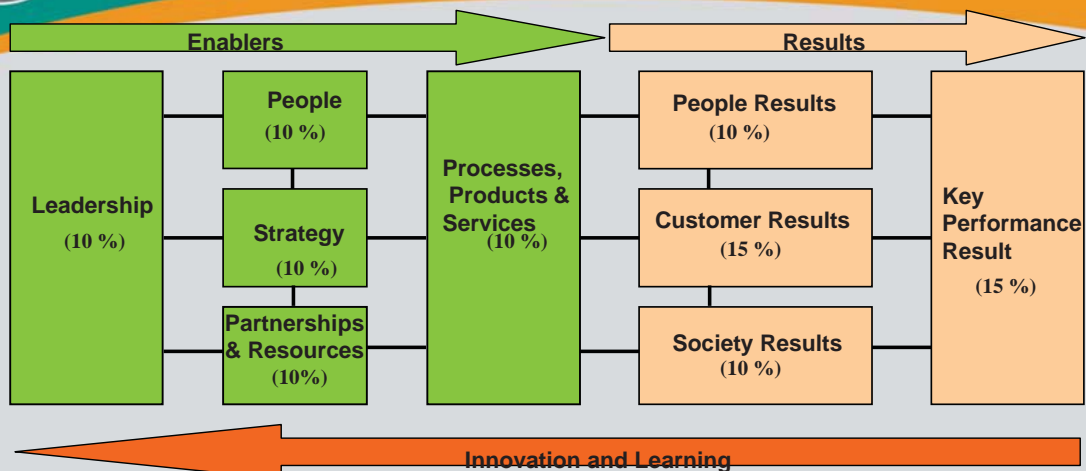 Enablers
Results
Leadership
(10 %)
People
(10 %)
Strategy
(10 %)
Partnerships
& Resources
(10%)
Processes,
Products &
Services
(10 %)
People Results
(10 %)
Customer Results
(15 %)
Society Results
(10 %)
Key
Performance
Result
(15 %)
Innovation and Learning